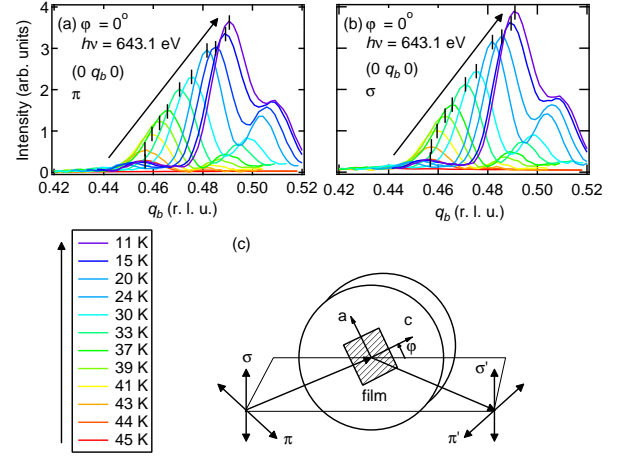 (a) φ = 0°
hν = 643.1 eV
(0 q_b 0)
π
Intensity (arb. units)
4
3
2
1
0
0.42 0.44 0.46 0.48 0.50 0.52
q_b (r. l. u.)
(b) φ = 0°
hν = 643.1 eV
(0 q_b 0)
σ
0.42 0.44 0.46 0.48 0.50 0.52
q_b (r. l. u.)
11 K
15 K
20 K
24 K
30 K
33 K
37 K
39 K
41 K
43 K
44 K
45 K
(c)
a
c
φ
film
σ
π
σ'
π'